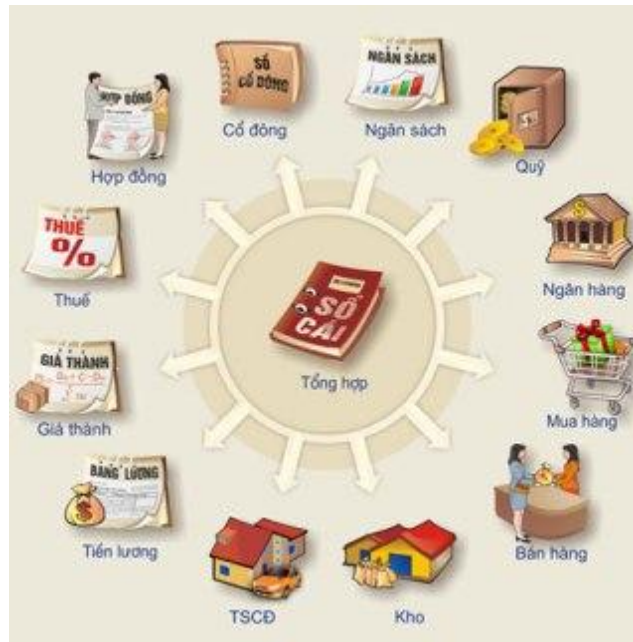 SỔ
CỔ ĐÔNG
NGÂN SÁCH
HỢP ĐỒNG
Cổ đông
Ngân sách
Quỹ
Hợp đồng
THUẾ
%
Thuế
Ngân hàng
SỔ
CÁI
Tổng hợp
GIÁ THÀNH
Giá thành
Mua hàng
BẢNG LƯƠNG
Tiền lương
Bán hàng
TSCĐ
Kho